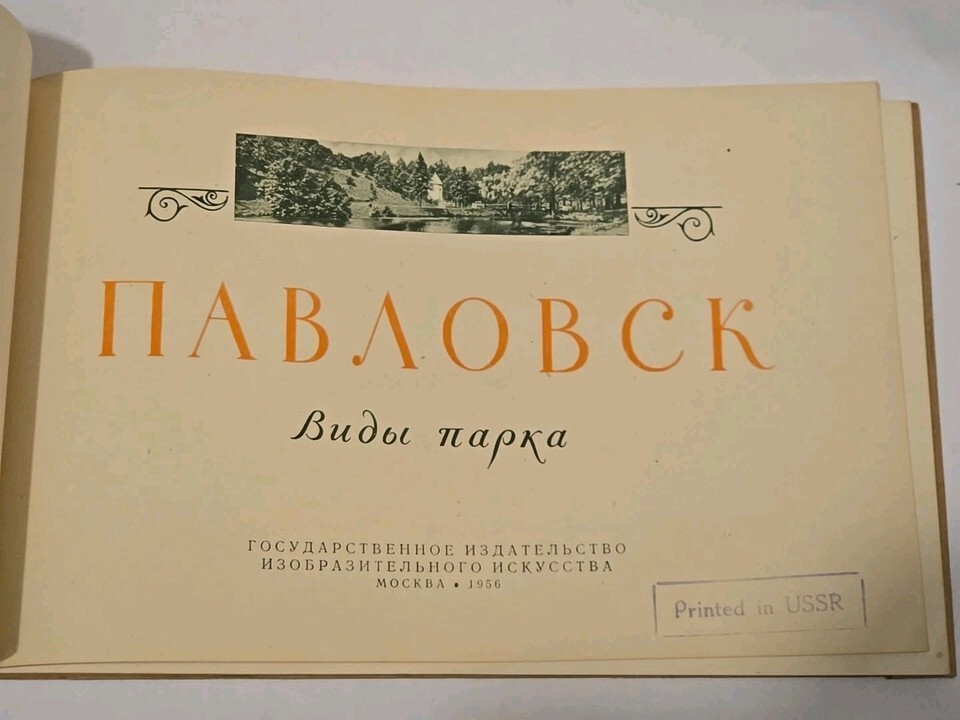 ПАВЛОВСК
Виды парка
ГОСУДАРСТВЕННОЕ ИЗДАТЕЛЬСТВО
ИЗОБРАЗИТЕЛЬНОГО ИСКУССТВА
МОСКВА • 1956
Printed in USSR